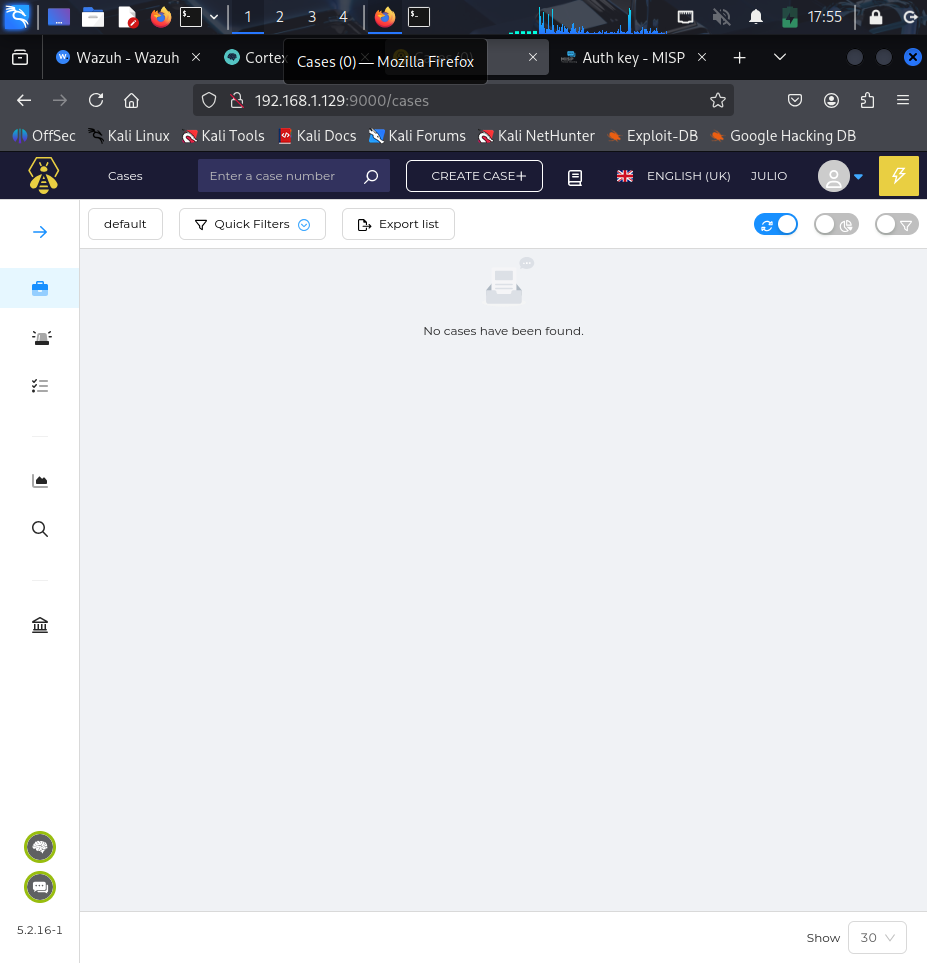 1 2 3 4 17:55
Wazuh - Wazuh Cortex Auth key - MISP
Cases (0) — Mozilla Firefox
192.168.1.129:9000/cases
OffSec Kali Linux Kali Tools Kali Docs Kali Forums Kali NetHunter Exploit-DB Google Hacking DB
Cases Enter a case number CREATE CASE+ ENGLISH (UK) JULIO
default Quick Filters Export list
No cases have been found.
5.2.16-1
Show 30